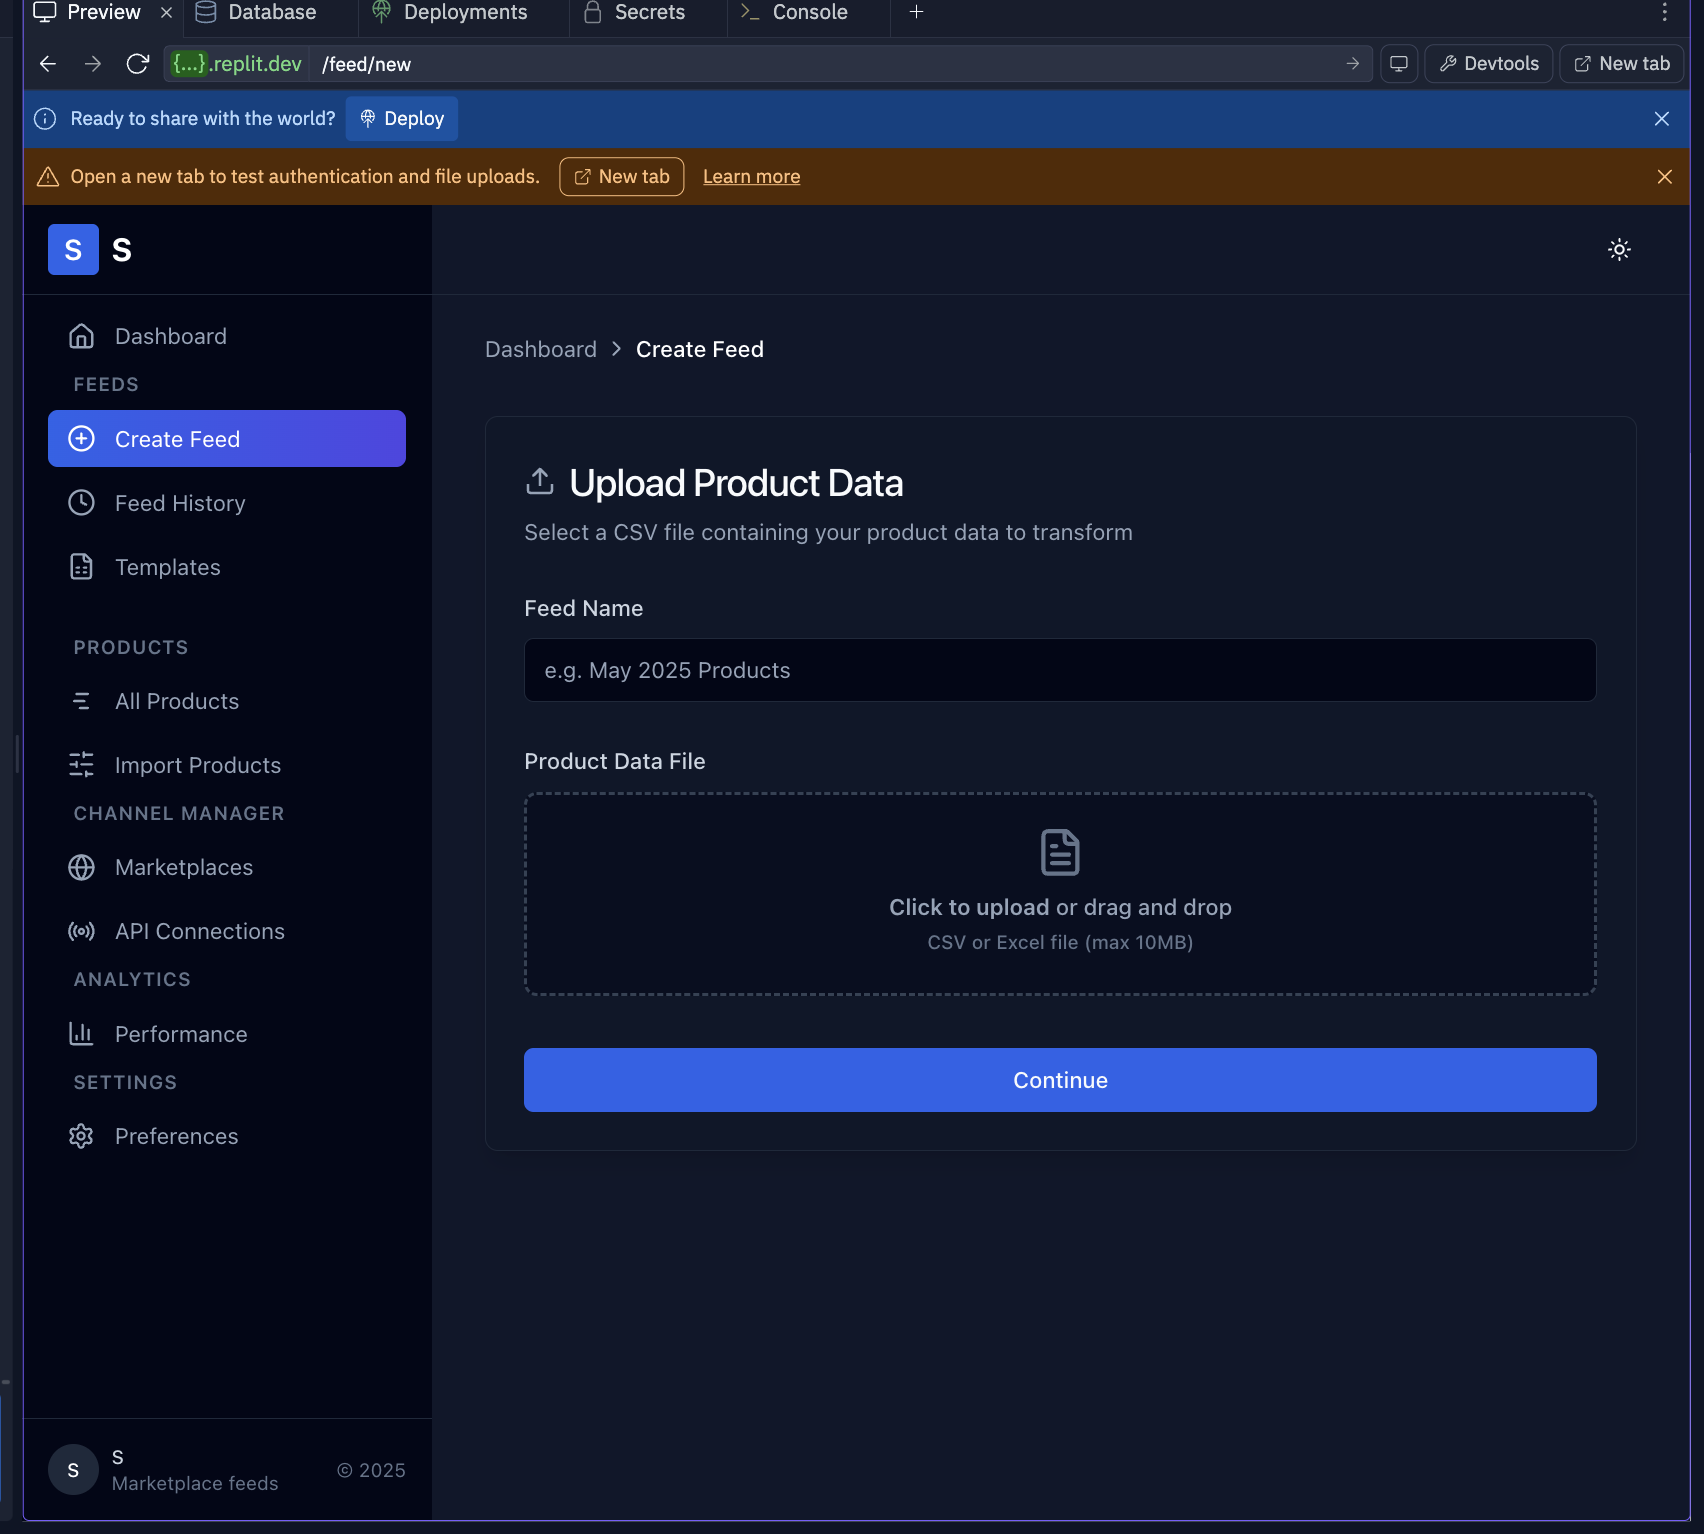 Preview
Database
Deployments
Secrets
Console
{...}.replit.dev
/feed/new
Devtools
New tab
Ready to share with the world?
Deploy
Open a new tab to test authentication and file uploads.
New tab
Learn more
S
S
Dashboard
FEEDS
Create Feed
Feed History
Templates
PRODUCTS
All Products
Import Products
CHANNEL MANAGER
Marketplaces
API Connections
ANALYTICS
Performance
SETTINGS
Preferences
S
S
Marketplace feeds
© 2025
Dashboard > Create Feed
Upload Product Data
Select a CSV file containing your product data to transform
Feed Name
e.g. May 2025 Products
Product Data File
Click to upload or drag and drop
CSV or Excel file (max 10MB)
Continue